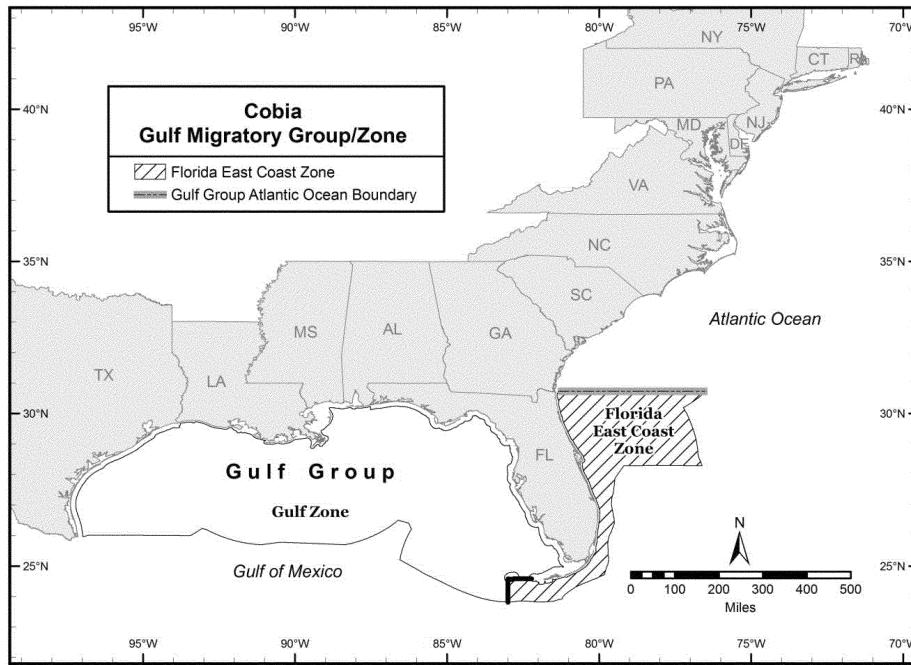 95°W 90°W 85°W 80°W 75°W 70°W
Cobia
Gulf Migratory Group/Zone
Florida East Coast Zone
Gulf Group Atlantic Ocean Boundary
NY
CT
RI
PA
40°N
40°N
NJ
MD
DE
VA
NC
35°N
35°N
SC
Atlantic Ocean
MS
AL
GA
TX
LA
30°N
30°N
Florida
East Coast
Zone
FL
Gulf Group
Gulf Zone
N
25°N
25°N
Gulf of Mexico
0 100 200 300 400 500
Miles
95°W 90°W 85°W 80°W 75°W 70°W